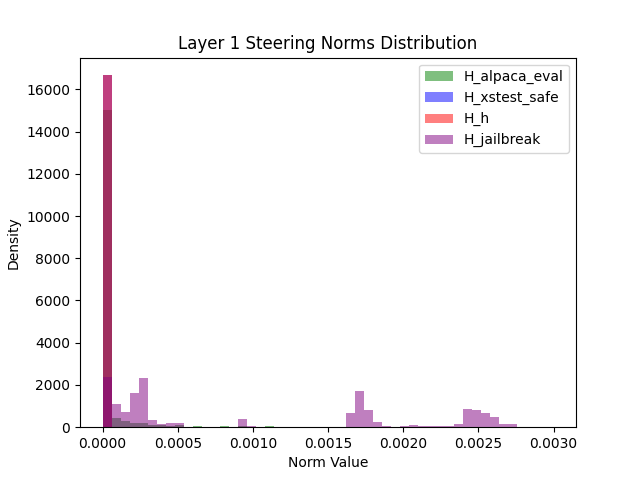 Layer 1 Steering Norms Distribution
H_alpaca_eval
H_xstest_safe
H_h
H_jailbreak
Density
16000
14000
12000
10000
8000
6000
4000
2000
0
0.0000 0.0005 0.0010 0.0015 0.0020 0.0025 0.0030
Norm Value